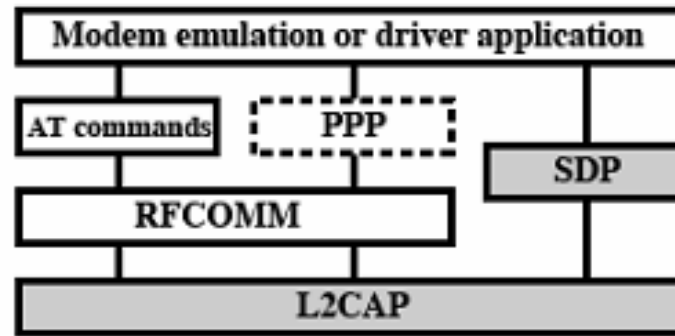 Modem emulation or driver application
AT commands
PPP
SDP
RFCOMM
L2CAP